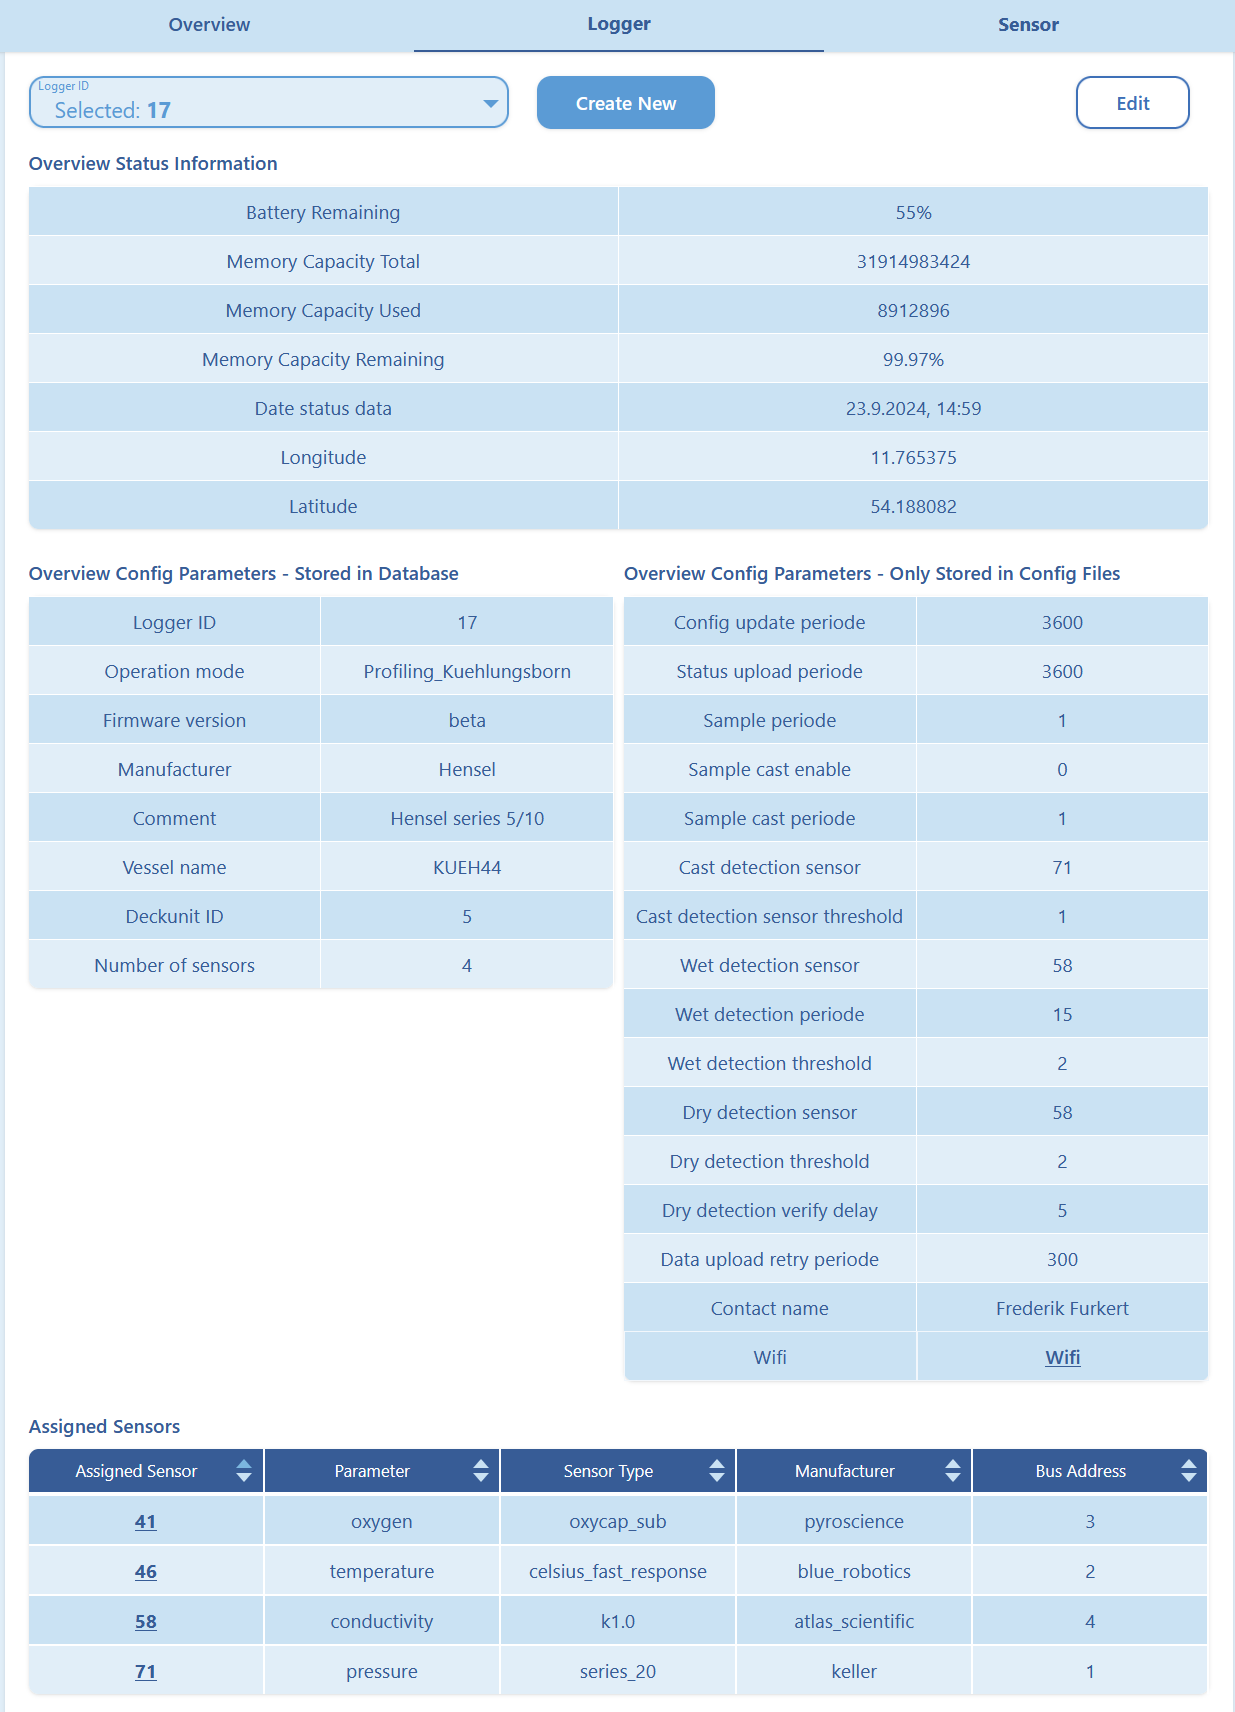 Overview Logger Sensor
Logger ID
Selected: 17
Create New
Edit
Overview Status Information
Battery Remaining 55%
Memory Capacity Total 31914983424
Memory Capacity Used 8912896
Memory Capacity Remaining 99.97%
Date status data 23.9.2024, 14:59
Longitude 11.765375
Latitude 54.188082
Overview Config Parameters - Stored in Database
Logger ID 17
Operation mode Profiling_Kuehlungsborn
Firmware version beta
Manufacturer Hensel
Comment Hensel series 5/10
Vessel name KUEH44
Deckunit ID 5
Number of sensors 4
Overview Config Parameters - Only Stored in Config Files
Config update periode 3600
Status upload periode 3600
Sample periode 1
Sample cast enable 0
Sample cast periode 1
Cast detection sensor 71
Cast detection sensor threshold 1
Wet detection sensor 58
Wet detection periode 15
Wet detection threshold 2
Dry detection sensor 58
Dry detection threshold 2
Dry detection verify delay 5
Data upload retry periode 300
Contact name Frederik Furkert
Wifi Wifi
Assigned Sensors
Assigned Sensor Parameter Sensor Type Manufacturer Bus Address
41 oxygen oxycap_sub pyroscience 3
46 temperature celsius_fast_response blue_robotics 2
58 conductivity k1.0 atlas_scientific 4
71 pressure series_20 keller 1